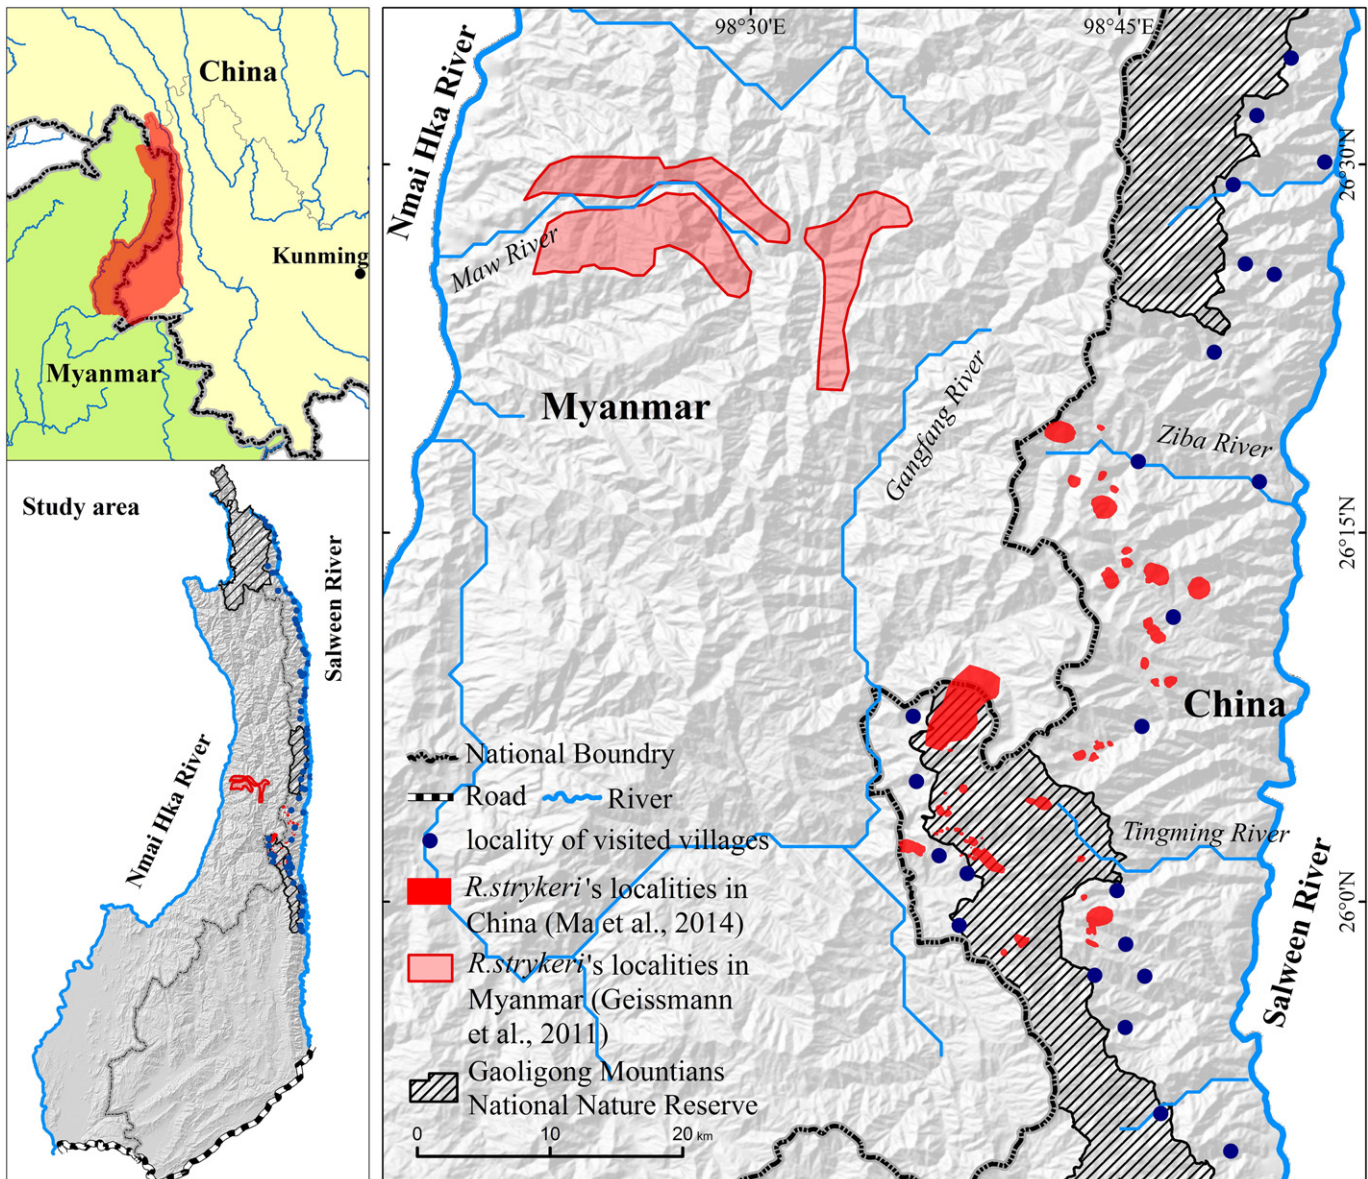 China
Kunming
Myanmar
Study area
Salween River
Nmai Hka River
98°30'E
98°45'E
Nmai Hka River
26°30'N
Maw River
Myanmar
Gangfang River
Ziba River
26°15'N
China
National Boundry
Road
River
locality of visited villages
Tingming River
R.strykeri's localities in
China (Ma et al., 2014)
26°0'N
R.strykeri's localities in
Myanmar (Geissmann
et al., 2011)
Salween River
Gaoligong Mountians
National Nature Reserve
0 10 20 km